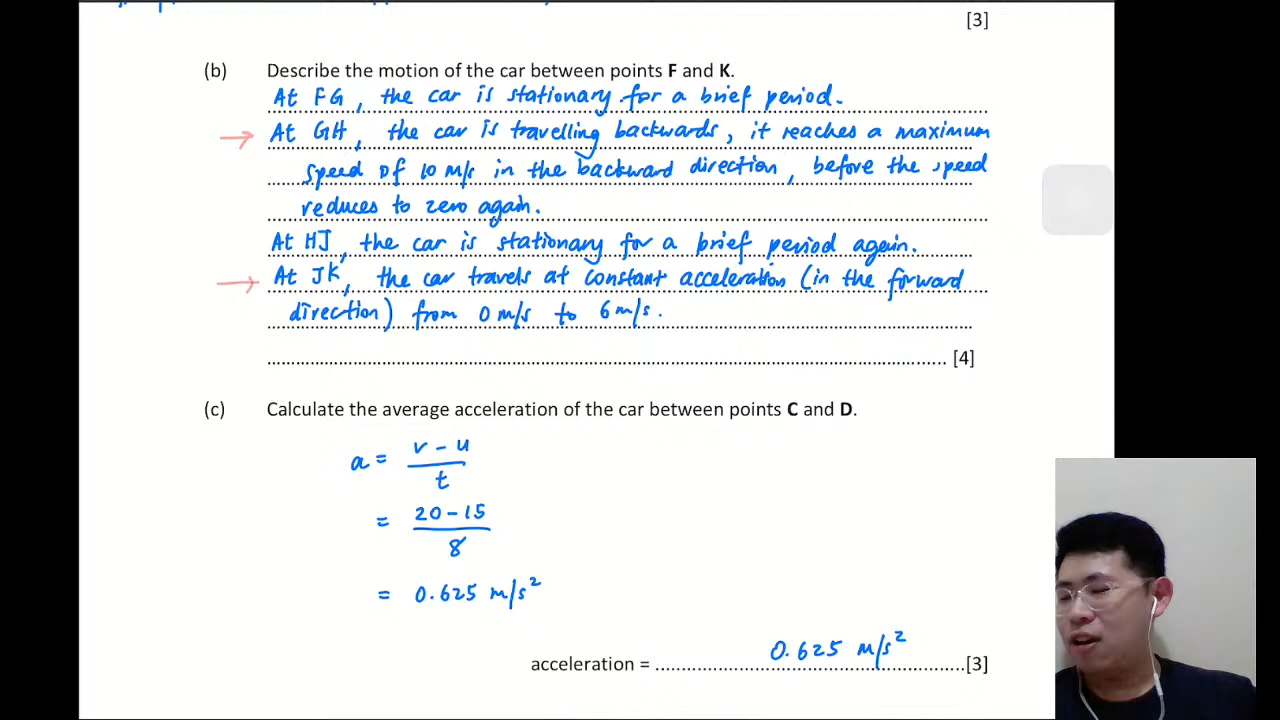 [3]
(b) Describe the motion of the car between points F and K.
At FG, the car is stationary for a brief period.
→ At GH, the car is travelling backwards, it reaches a maximum
speed of 10 m/s in the backward direction, before the speed
reduces to zero again.
At HJ, the car is stationary for a brief period again.
→ At JK, the car travels at constant acceleration (in the forward
direction) from 0 m/s to 6 m/s.
[4]
(c) Calculate the average acceleration of the car between points C and D.
a = v - u / t
= 20 - 15 / 8
= 0.625 m/s²
0.625 m/s²
acceleration = ............[3]